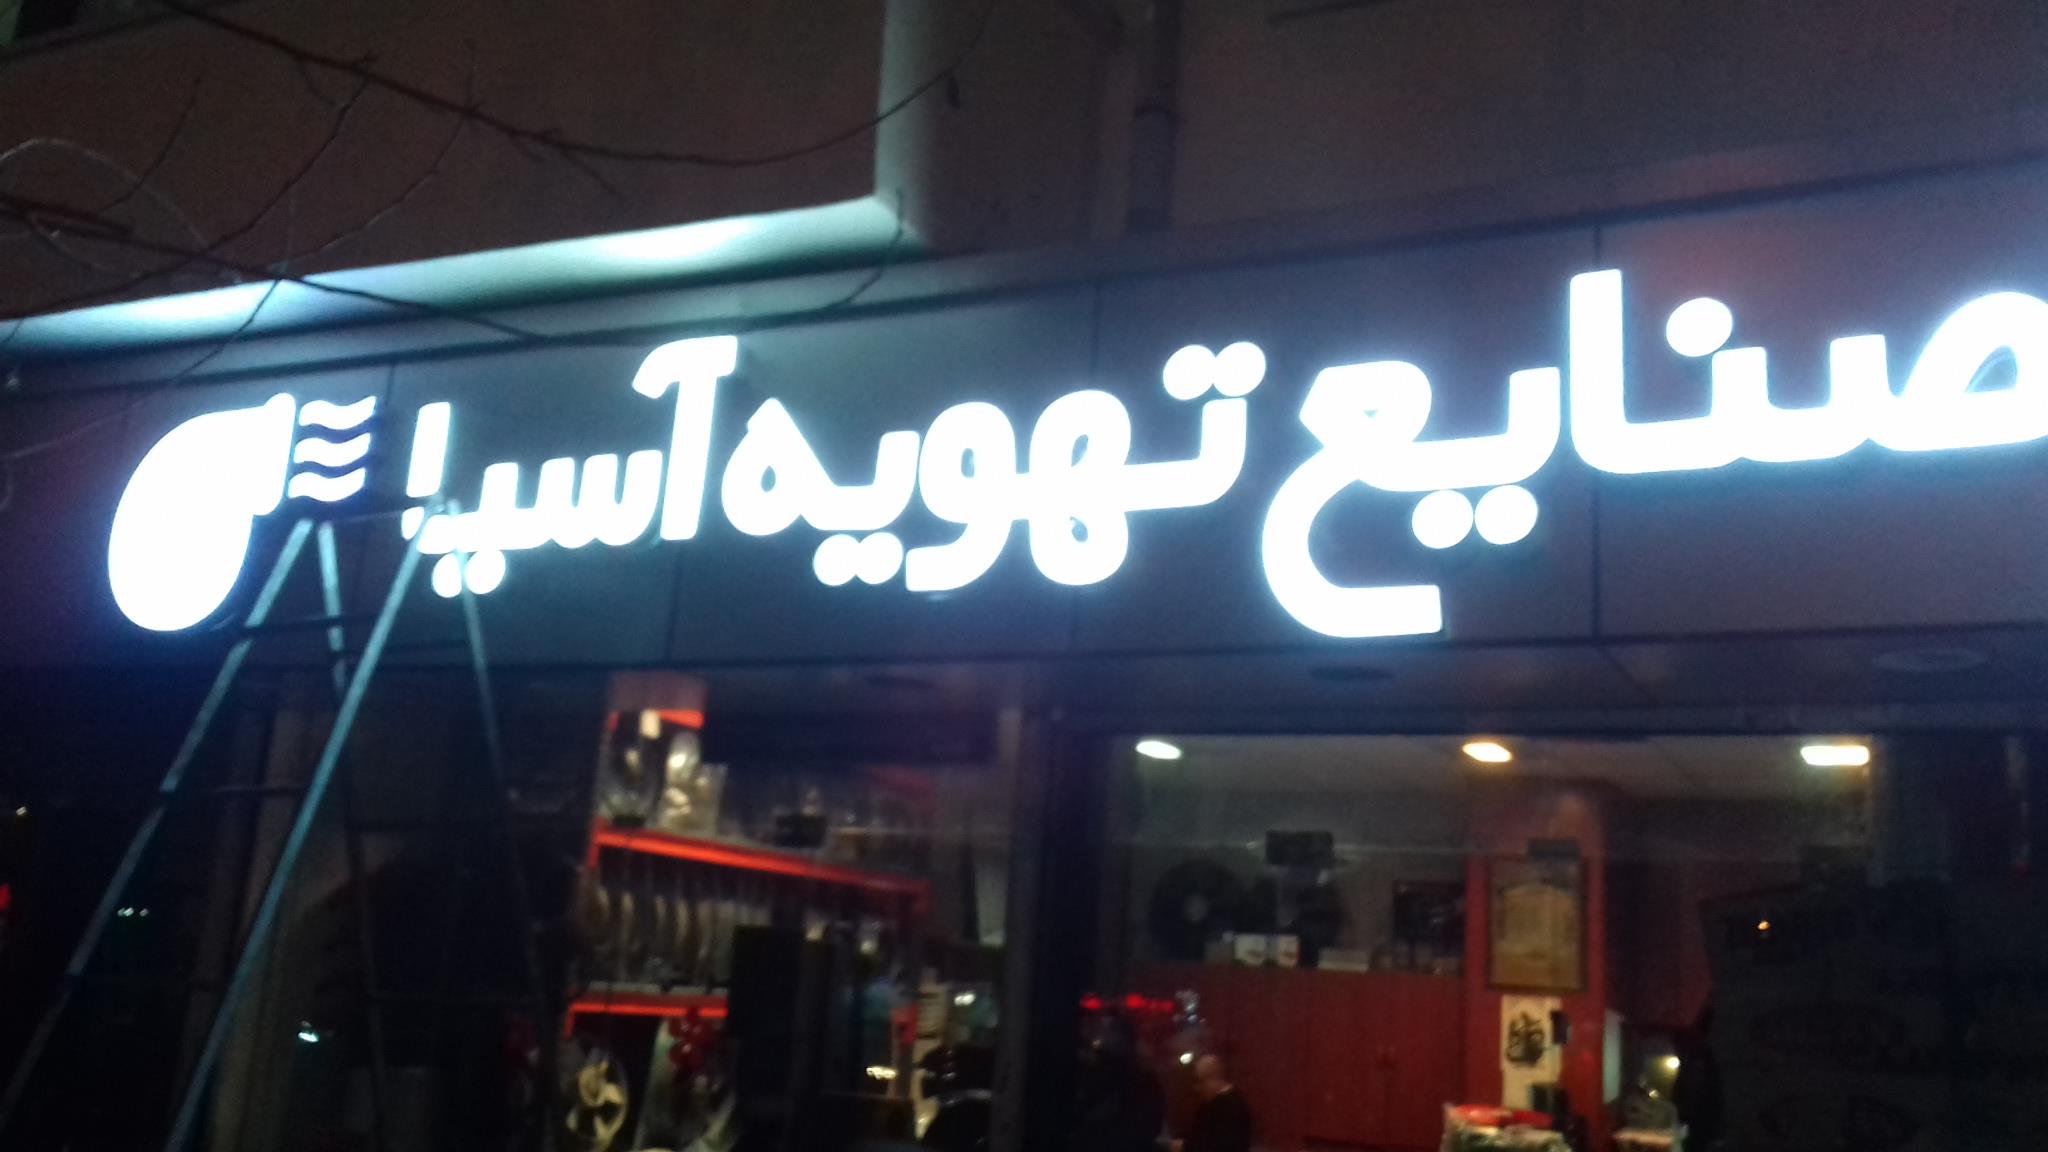 صنایع تهویه آسیا